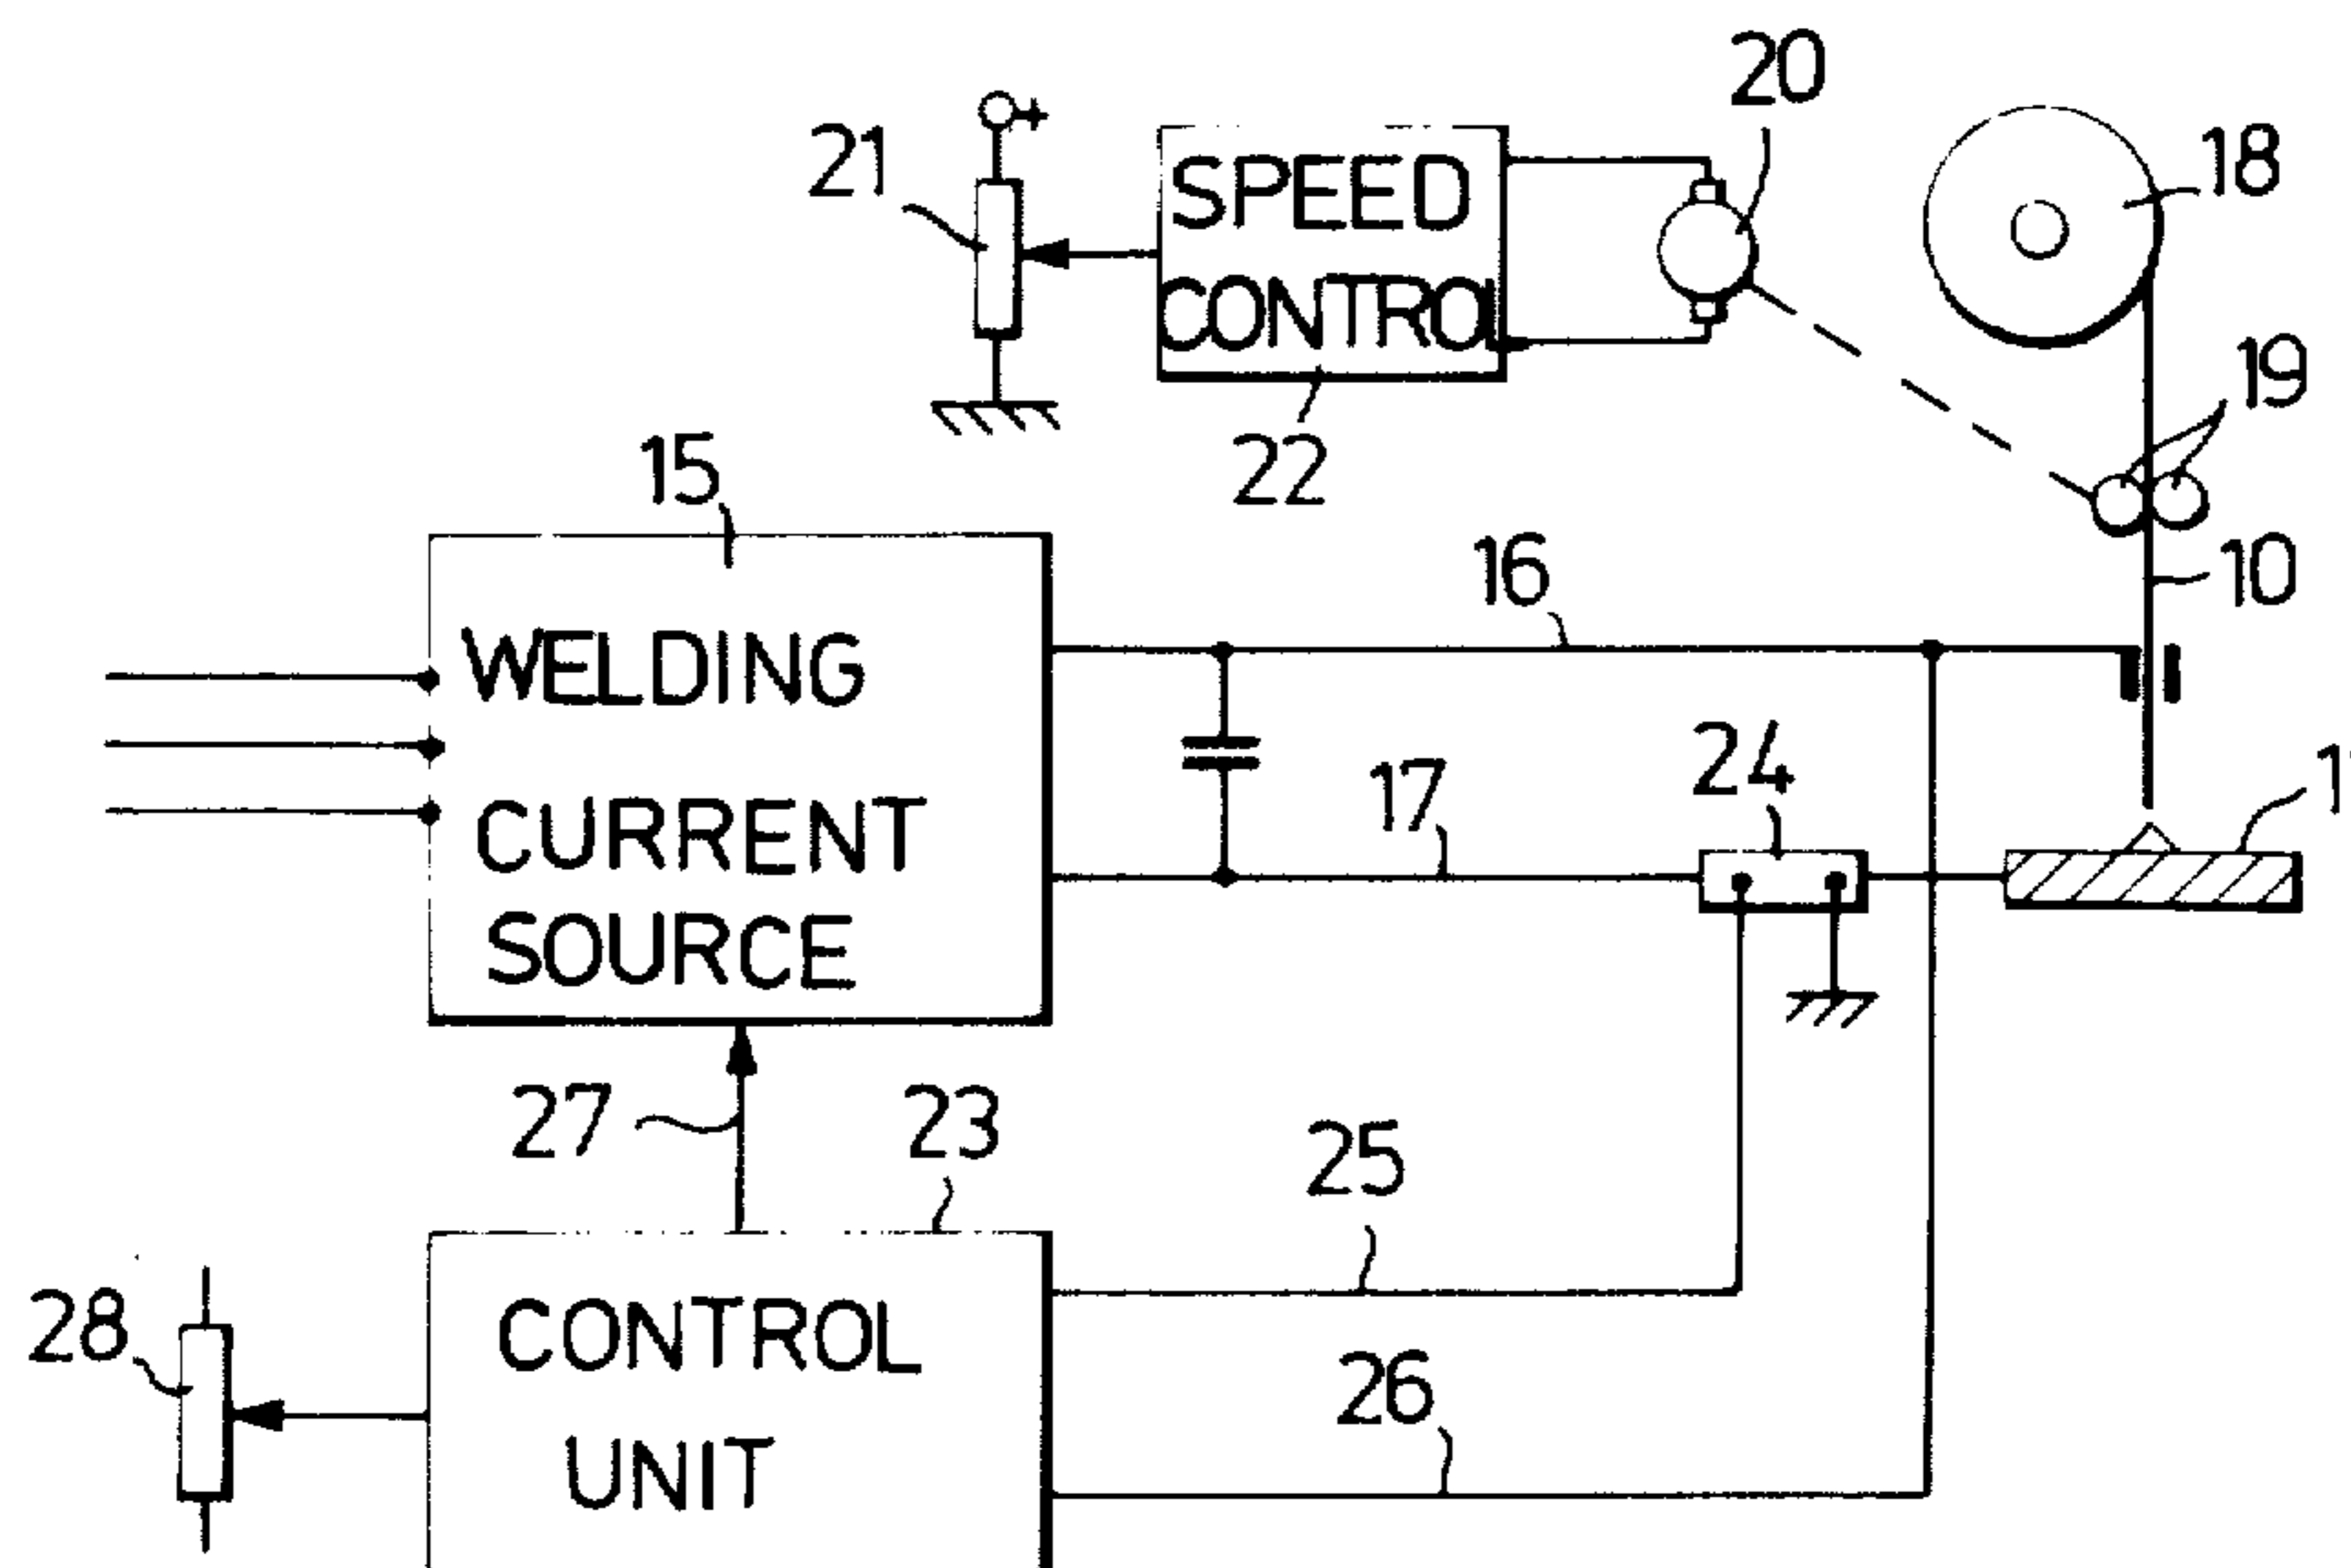 20
21
18
SPEED
CONTROL
19
22
15
16
10
WELDING
24
17
CURRENT
SOURCE
27
23
25
28
CONTROL
26
UNIT